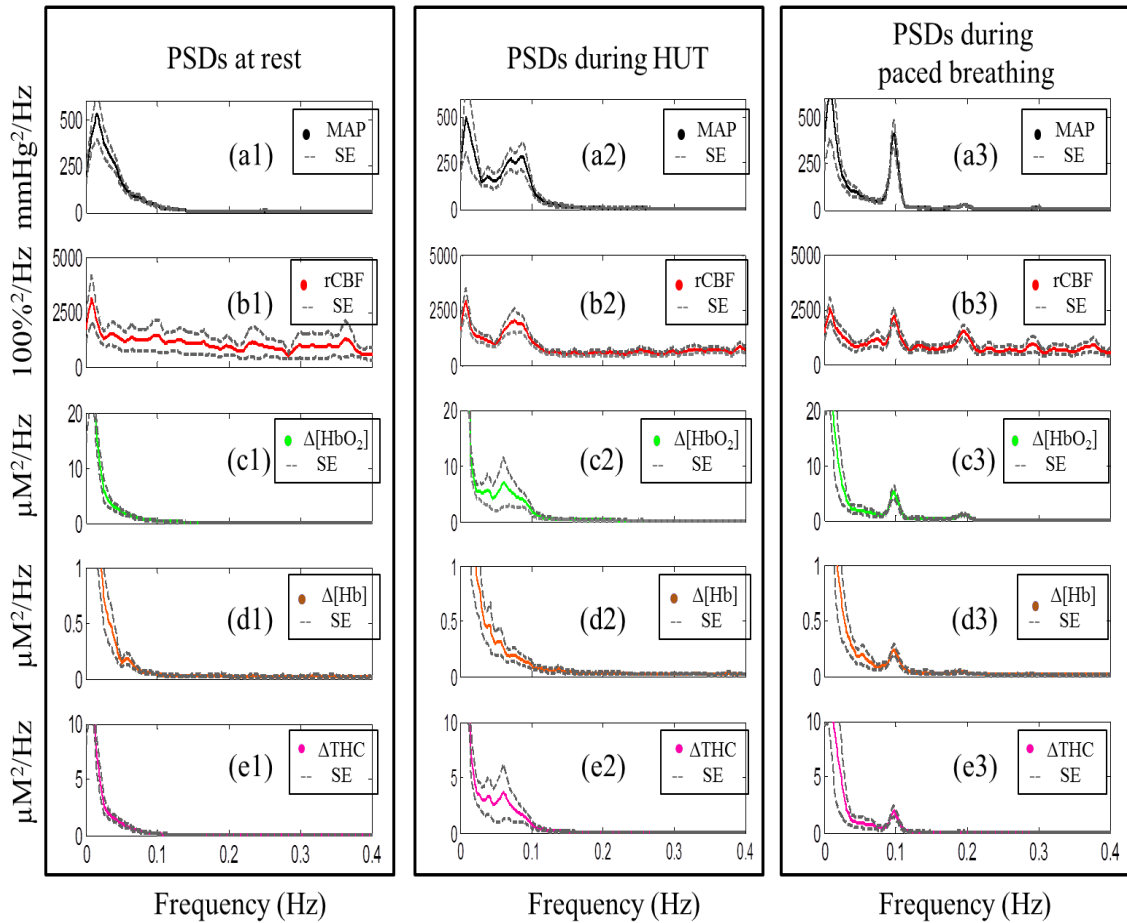 PSDs at rest
PSDs during HUT
PSDs during
paced breathing
mmHg²/Hz
500
250
0
(a1)
MAP
SE
500
250
0
(a2)
MAP
SE
500
250
0
(a3)
MAP
SE
100%²/Hz
5000
2500
0
(b1)
rCBF
SE
5000
2500
0
(b2)
rCBF
SE
5000
2500
0
(b3)
rCBF
SE
µM²/Hz
20
10
0
(c1)
Δ[HbO₂]
SE
20
10
5
0
(c2)
Δ[HbO₂]
SE
20
10
0
(c3)
Δ[HbO₂]
SE
µM²/Hz
1
0.5
0
(d1)
Δ[Hb]
SE
1
0.5
0
(d2)
Δ[Hb]
SE
1
0.5
0
(d3)
Δ[Hb]
SE
µM²/Hz
10
5
0
(e1)
ΔTHC
SE
10
5
0
(e2)
ΔTHC
SE
10
5
0
(e3)
ΔTHC
SE
0 0.1 0.2 0.3 0.4
0 0.1 0.2 0.3 0.4
0 0.1 0.2 0.3 0.4
Frequency (Hz)
Frequency (Hz)
Frequency (Hz)